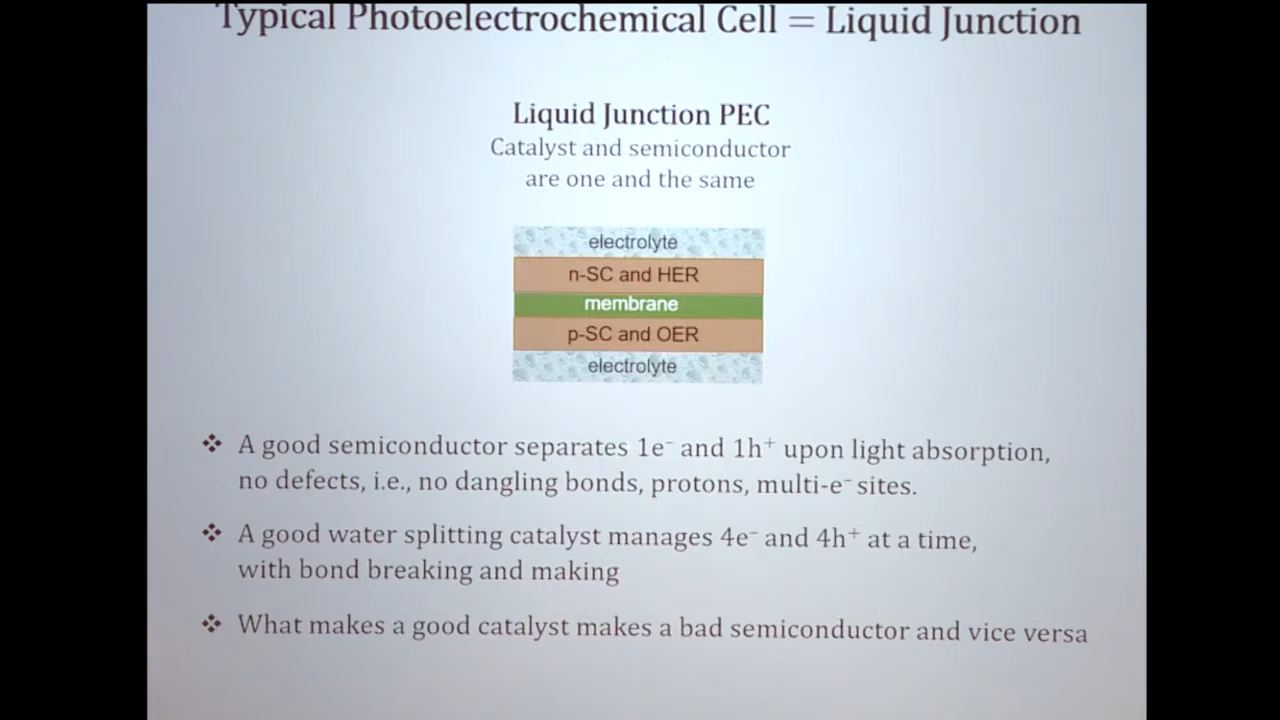 Typical Photoelectrochemical Cell = Liquid Junction
Liquid Junction PEC
Catalyst and semiconductor
are one and the same
electrolyte
n-SC and HER
membrane
p-SC and OER
electrolyte
❖ A good semiconductor separates 1e⁻ and 1h⁺ upon light absorption,
no defects, i.e., no dangling bonds, protons, multi-e⁻ sites.
❖ A good water splitting catalyst manages 4e⁻ and 4h⁺ at a time,
with bond breaking and making
❖ What makes a good catalyst makes a bad semiconductor and vice versa